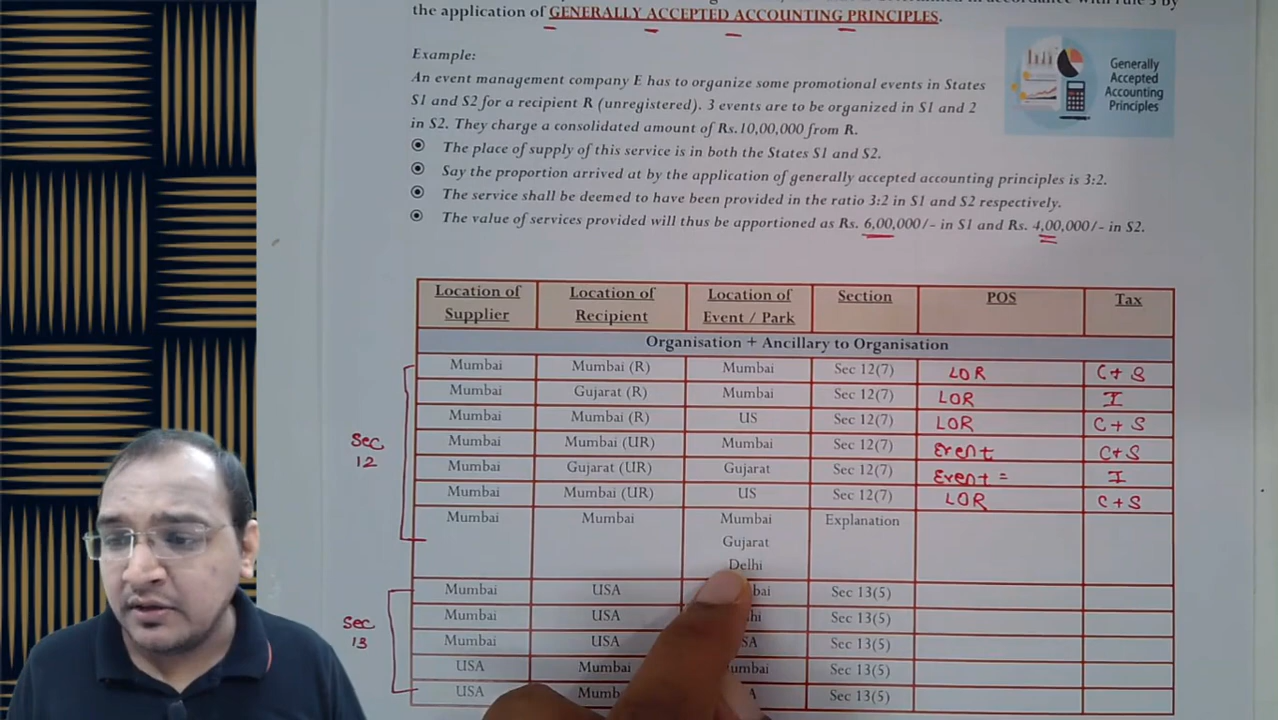 the application of GENERALLY ACCEPTED ACCOUNTING PRINCIPLES.
Example:
An event management company E has to organize some promotional events in States
S1 and S2 for a recipient R (unregistered). 3 events are to be organized in S1 and 2
in S2. They charge a consolidated amount of Rs.10,00,000 from R.
The place of supply of this service is in both the States S1 and S2.
Say the proportion arrived at by the application of generally accepted accounting principles is 3:2.
The service shall be deemed to have been provided in the ratio 3:2 in S1 and S2 respectively.
The value of services provided will thus be apportioned as Rs. 6,00,000/- in S1 and Rs. 4,00,000/- in S2.
Generally
Accepted
Accounting
Principles
Location of Supplier Location of Recipient Location of Event / Park Section POS Tax
Organisation + Ancillary to Organisation
Mumbai Mumbai (R) Mumbai Sec 12(7) LOR C+S
Mumbai Gujarat (R) Mumbai Sec 12(7) LOR I
Mumbai Mumbai (R) US Sec 12(7) LOR C+S
Sec 12
Mumbai Mumbai (UR) Mumbai Sec 12(7) Event C+S
Mumbai Gujarat (UR) Gujarat Sec 12(7) Event = I
Mumbai Mumbai (UR) US Sec 12(7) LOR C+S
Mumbai Mumbai Mumbai Explanation
Gujarat
Delhi
Mumbai USA Sec 13(5)
Sec 13
Mumbai USA Sec 13(5)
Mumbai USA Sec 13(5)
USA Mumbai Sec 13(5)
USA Sec 13(5)